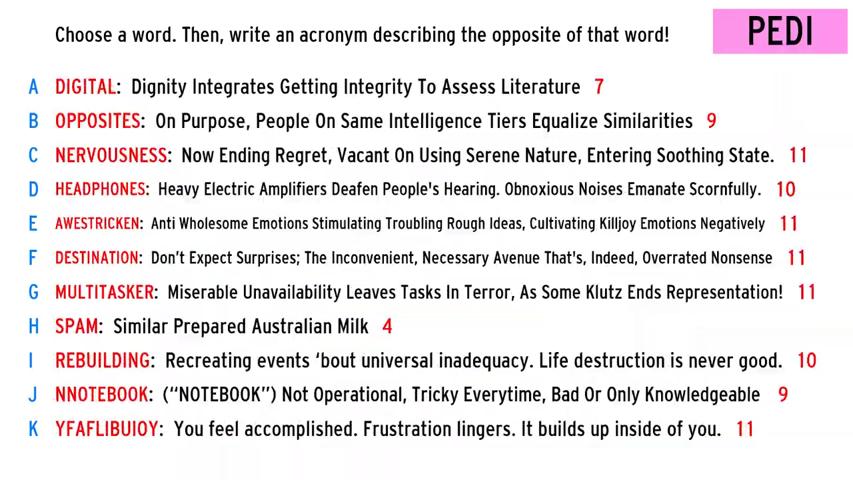 Choose a word. Then, write an acronym describing the opposite of that word!
PEDI
A DIGITAL: Dignity Integrates Getting Integrity To Assess Literature 7
B OPPOSITES: On Purpose, People On Same Intelligence Tiers Equalize Similarities 9
C NERVOUSNESS: Now Ending Regret, Vacant On Using Serene Nature, Entering Soothing State. 11
D HEADPHONES: Heavy Electric Amplifiers Deafen People's Hearing. Obnoxious Noises Emanate Scornfully. 10
E AWESTRICKEN: Anti Wholesome Emotions Stimulating Troubling Rough Ideas, Cultivating Killjoy Emotions Negatively 11
F DESTINATION: Don't Expect Surprises; The Inconvenient, Necessary Avenue That's, Indeed, Overrated Nonsense 11
G MULTITASKER: Miserable Unavailability Leaves Tasks In Terror, As Some Klutz Ends Representation! 11
H SPAM: Similar Prepared Australian Milk 4
I REBUILDING: Recreating events ‘bout universal inadequacy. Life destruction is never good. 10
J NNOTEBOOK: (“NOTEBOOK”) Not Operational, Tricky Everytime, Bad Or Only Knowledgeable 9
K YFAFLIBUIOY: You feel accomplished. Frustration lingers. It builds up inside of you. 11